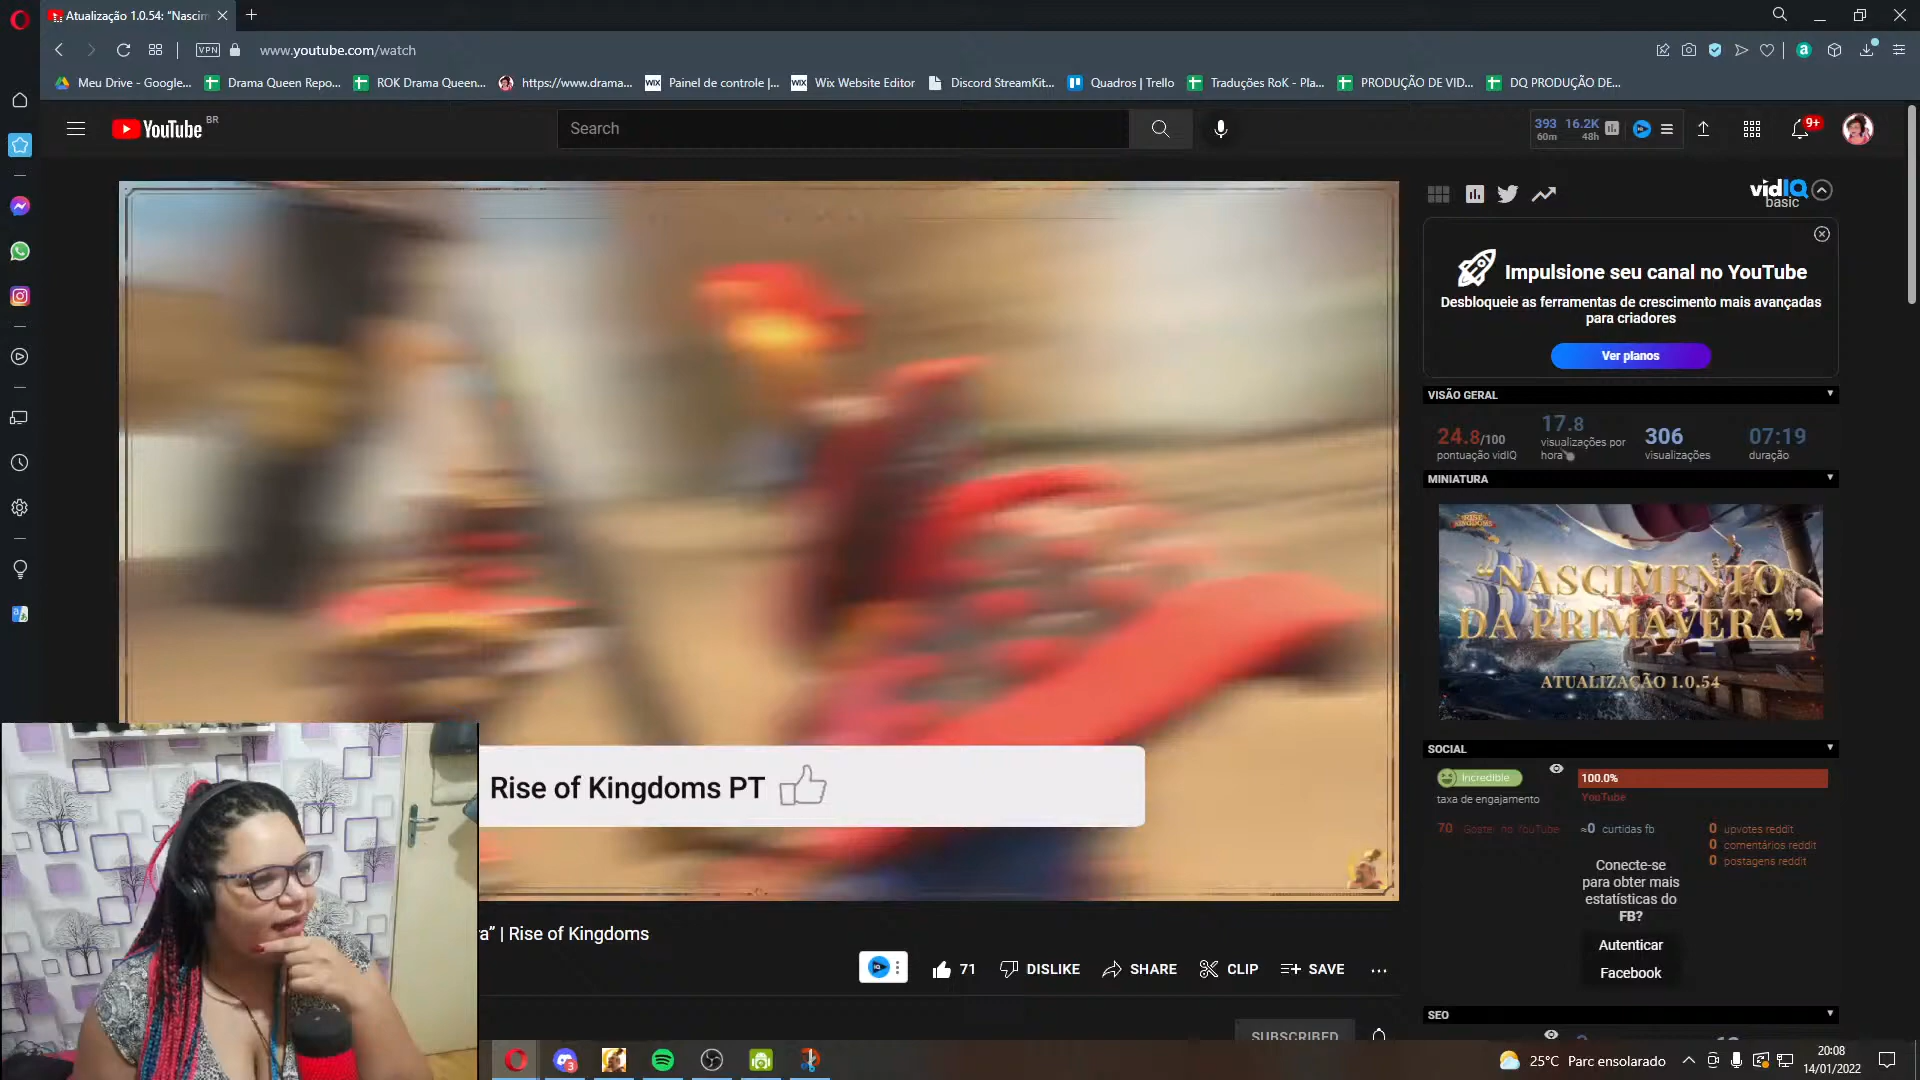 Atualização 1.0.54: “Nascim
VPN
www.youtube.com/watch
Meu Drive - Google...
Drama Queen Repo...
ROK Drama Queen...
https://www.drama...
WIX
Painel de controle |...
WIX
Wix Website Editor
Discord StreamKit...
Quadros | Trello
Traduções RoK - Pla...
PRODUÇÃO DE VID...
DQ PRODUÇÃO DE...
YouTube BR
Search
393 16.2K
60m 48h
9+
vidIQ
basic
Impulsione seu canal no YouTube
Desbloqueie as ferramentas de crescimento mais avançadas
para criadores
Ver planos
VISÃO GERAL
24.8/100
pontuação vidIQ
17.8
visualizações por
hora
306
visualizações
07:19
duração
MINIATURA
RISE OF KINGDOMS
“NASCIMENTO
DA PRIMAVERA”
ATUALIZAÇÃO 1.0.54
SOCIAL
Incredible
taxa de engajamento
100.0%
YouTube
70 Gostei no YouTube
≈0 curtidas fb
0 upvotes reddit
0 comentários reddit
0 postagens reddit
Conecte-se
para obter mais
estatísticas do
FB?
Autenticar
Facebook
SEO
Rise of Kingdoms PT
a” | Rise of Kingdoms
71
DISLIKE
SHARE
CLIP
SAVE
SUBSCRIBED
25°C Parc ensolarado
20:08
14/01/2022